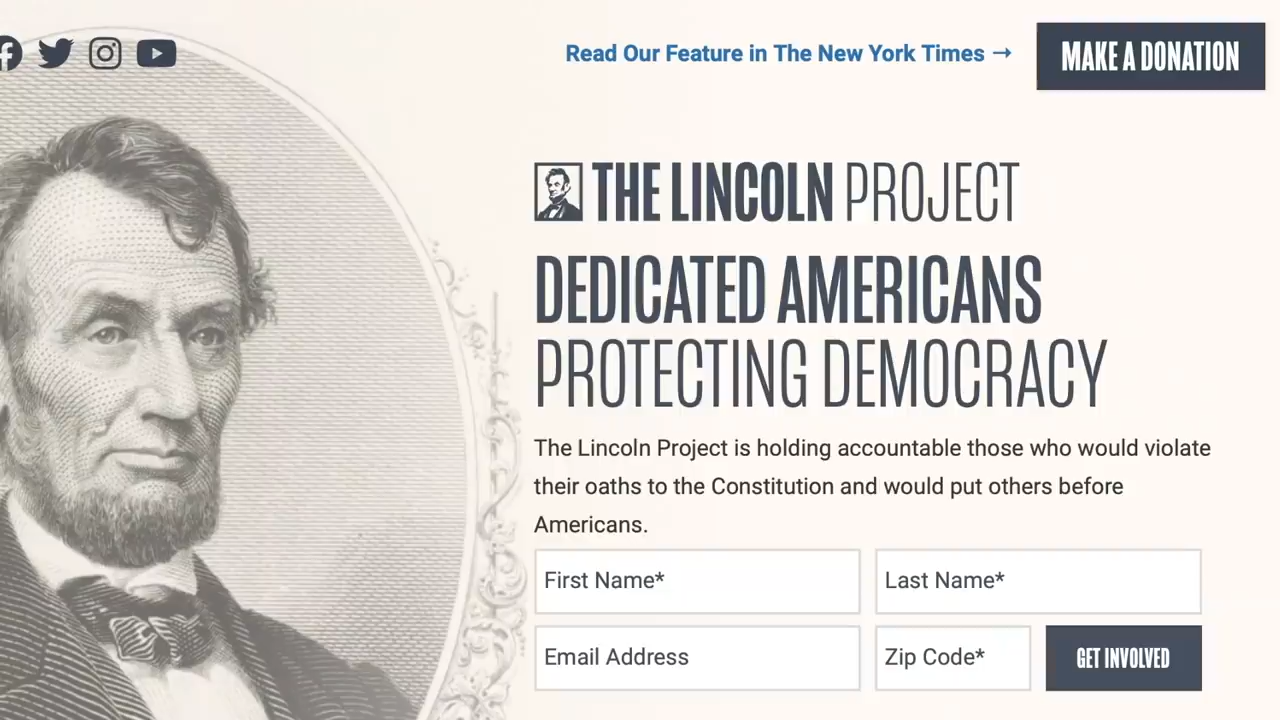 Read Our Feature in The New York Times →
MAKE A DONATION
THE LINCOLN PROJECT
DEDICATED AMERICANS
PROTECTING DEMOCRACY
The Lincoln Project is holding accountable those who would violate
their oaths to the Constitution and would put others before
Americans.
First Name*
Last Name*
Email Address
Zip Code*
GET INVOLVED